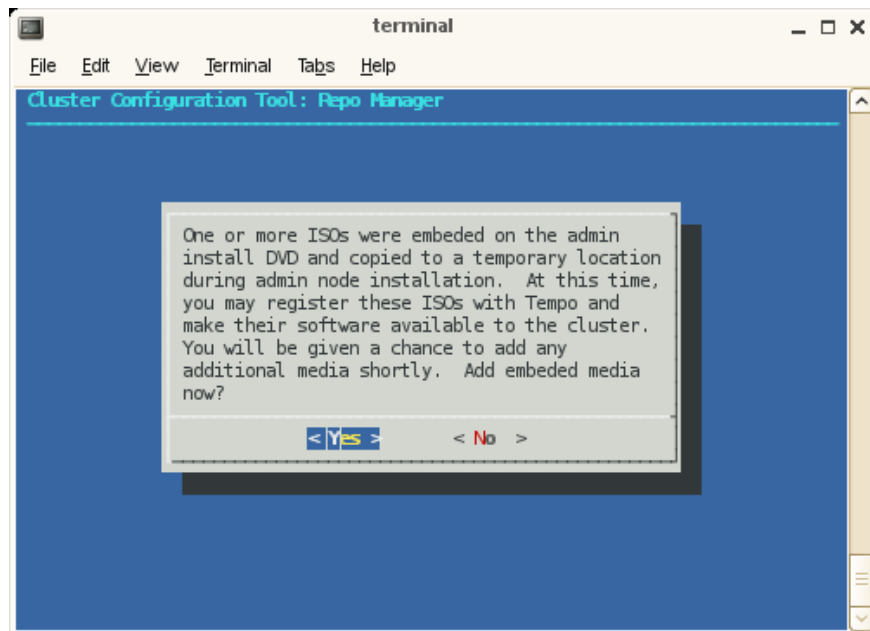 terminal
File Edit View Terminal Tabs Help
Cluster Configuration Tool: Repo Manager
One or more ISOs were embeded on the admin
install DVD and copied to a temporary location
during admin node installation.  At this time,
you may register these ISOs with Tempo and
make their software available to the cluster.
You will be given a chance to add any
additional media shortly.  Add embeded media
now?
< Yes > < No >